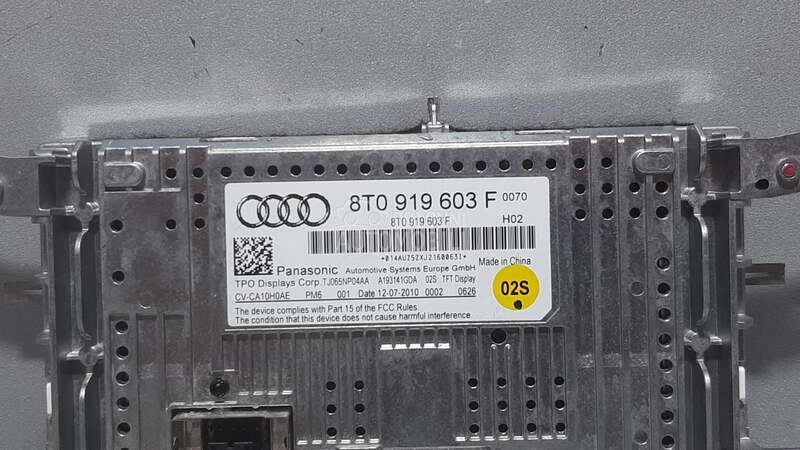 8T0 919 603 F 0070
8T0 919 603 F H02
*014AUZ5ZXJ21600631*
Panasonic Automotive Systems Europe GmbH Made in China
TPO Displays Corp TJ065NP04AA A193141GDA 02S TFT Display
CV-CA10H0AE PM6 001 Date 12-07-2010 0002 0626
02S
The device complies with Part 15 of the FCC Rules.
The condition that this device does not cause harmful interference.